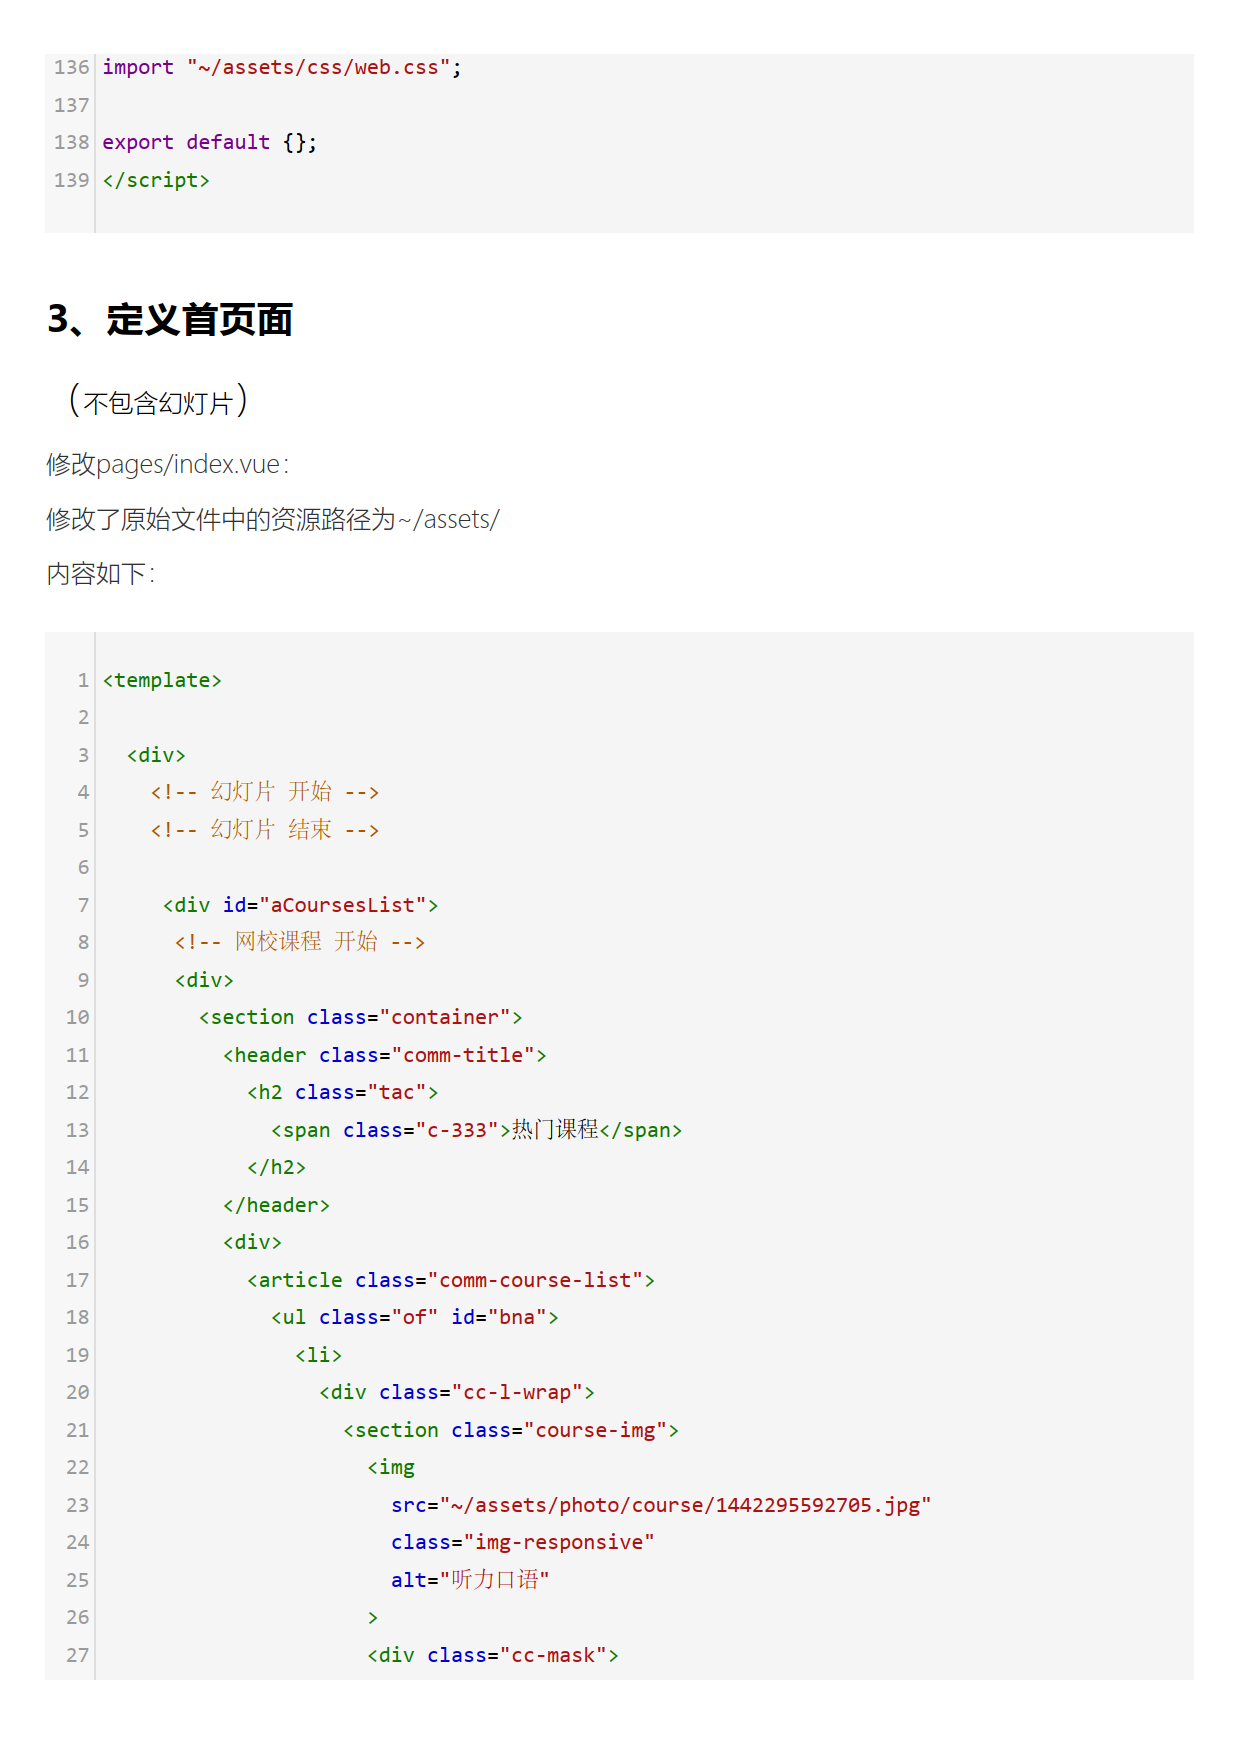 136 import "~/assets/css/web.css";
137
138 export default {};
139 </script>
3、定义首页面
（不包含幻灯片）
修改pages/index.vue：
修改了原始文件中的资源路径为~/assets/
内容如下：
1 <template>
2
3   <div>
4     <!-- 幻灯片 开始 -->
5     <!-- 幻灯片 结束 -->
6
7      <div id="aCoursesList">
8       <!-- 网校课程 开始 -->
9       <div>
10         <section class="container">
11           <header class="comm-title">
12             <h2 class="tac">
13               <span class="c-333">热门课程</span>
14             </h2>
15           </header>
16           <div>
17             <article class="comm-course-list">
18               <ul class="of" id="bna">
19                 <li>
20                   <div class="cc-l-wrap">
21                     <section class="course-img">
22                       <img
23                         src="~/assets/photo/course/1442295592705.jpg"
24                         class="img-responsive"
25                         alt="听力口语"
26                       >
27                       <div class="cc-mask">